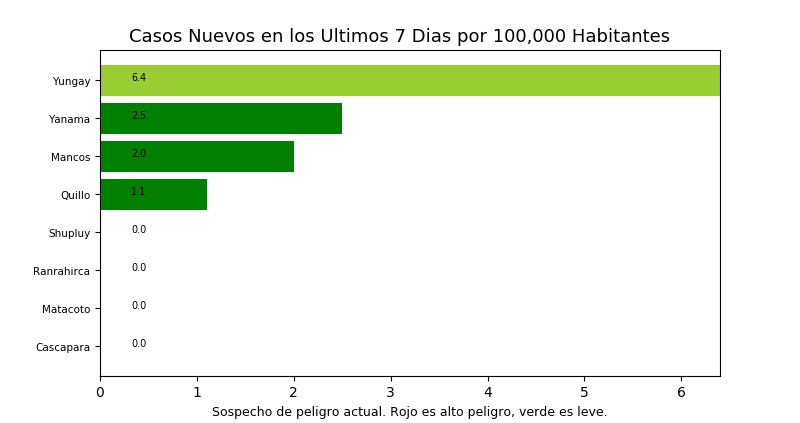 Casos Nuevos en los Ultimos 7 Dias por 100,000 Habitantes
Yungay 6.4
Yanama 2.5
Mancos 2.0
Quillo 1.1
Shupluy 0.0
Ranrahirca 0.0
Matacoto 0.0
Cascapara 0.0
0 1 2 3 4 5 6
Sospecho de peligro actual. Rojo es alto peligro, verde es leve.